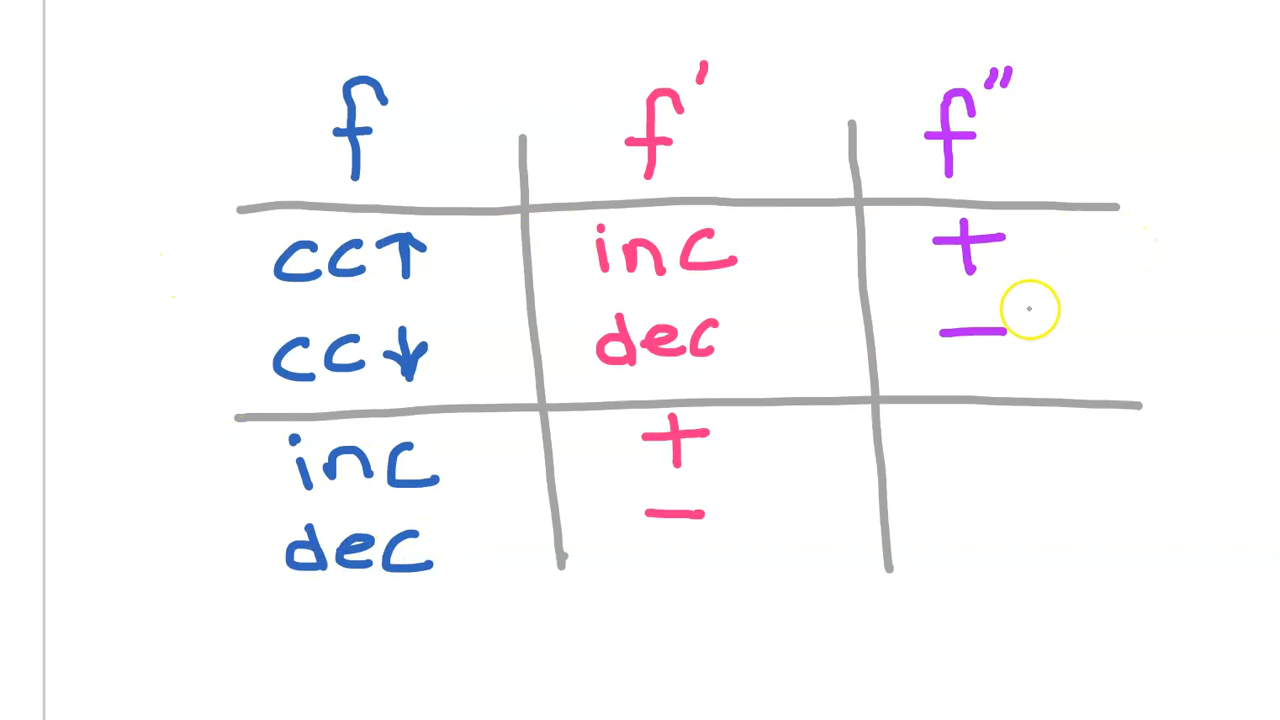 f f' f"
cc↑ inc +
cc↓ dec −
inc +
dec −